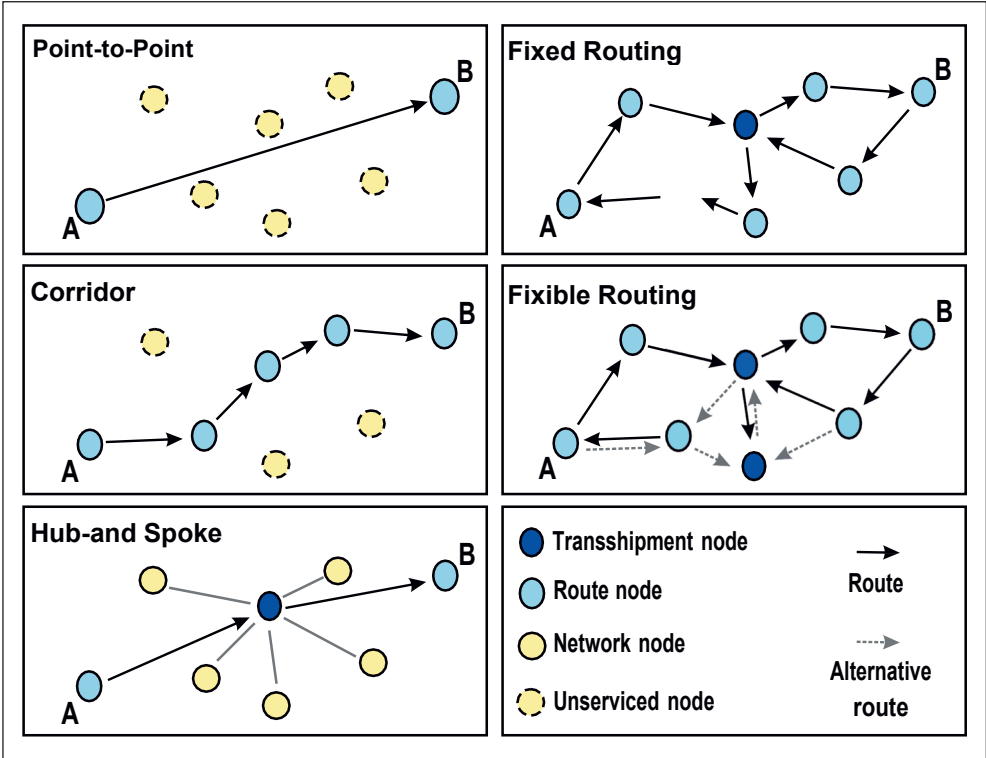 Point-to-Point
B
A
Fixed Routing
B
A
Corridor
B
A
Fixible Routing
B
A
Hub-and Spoke
B
A
Transshipment node
Route node
Network node
Unserviced node
Route
Alternative
route